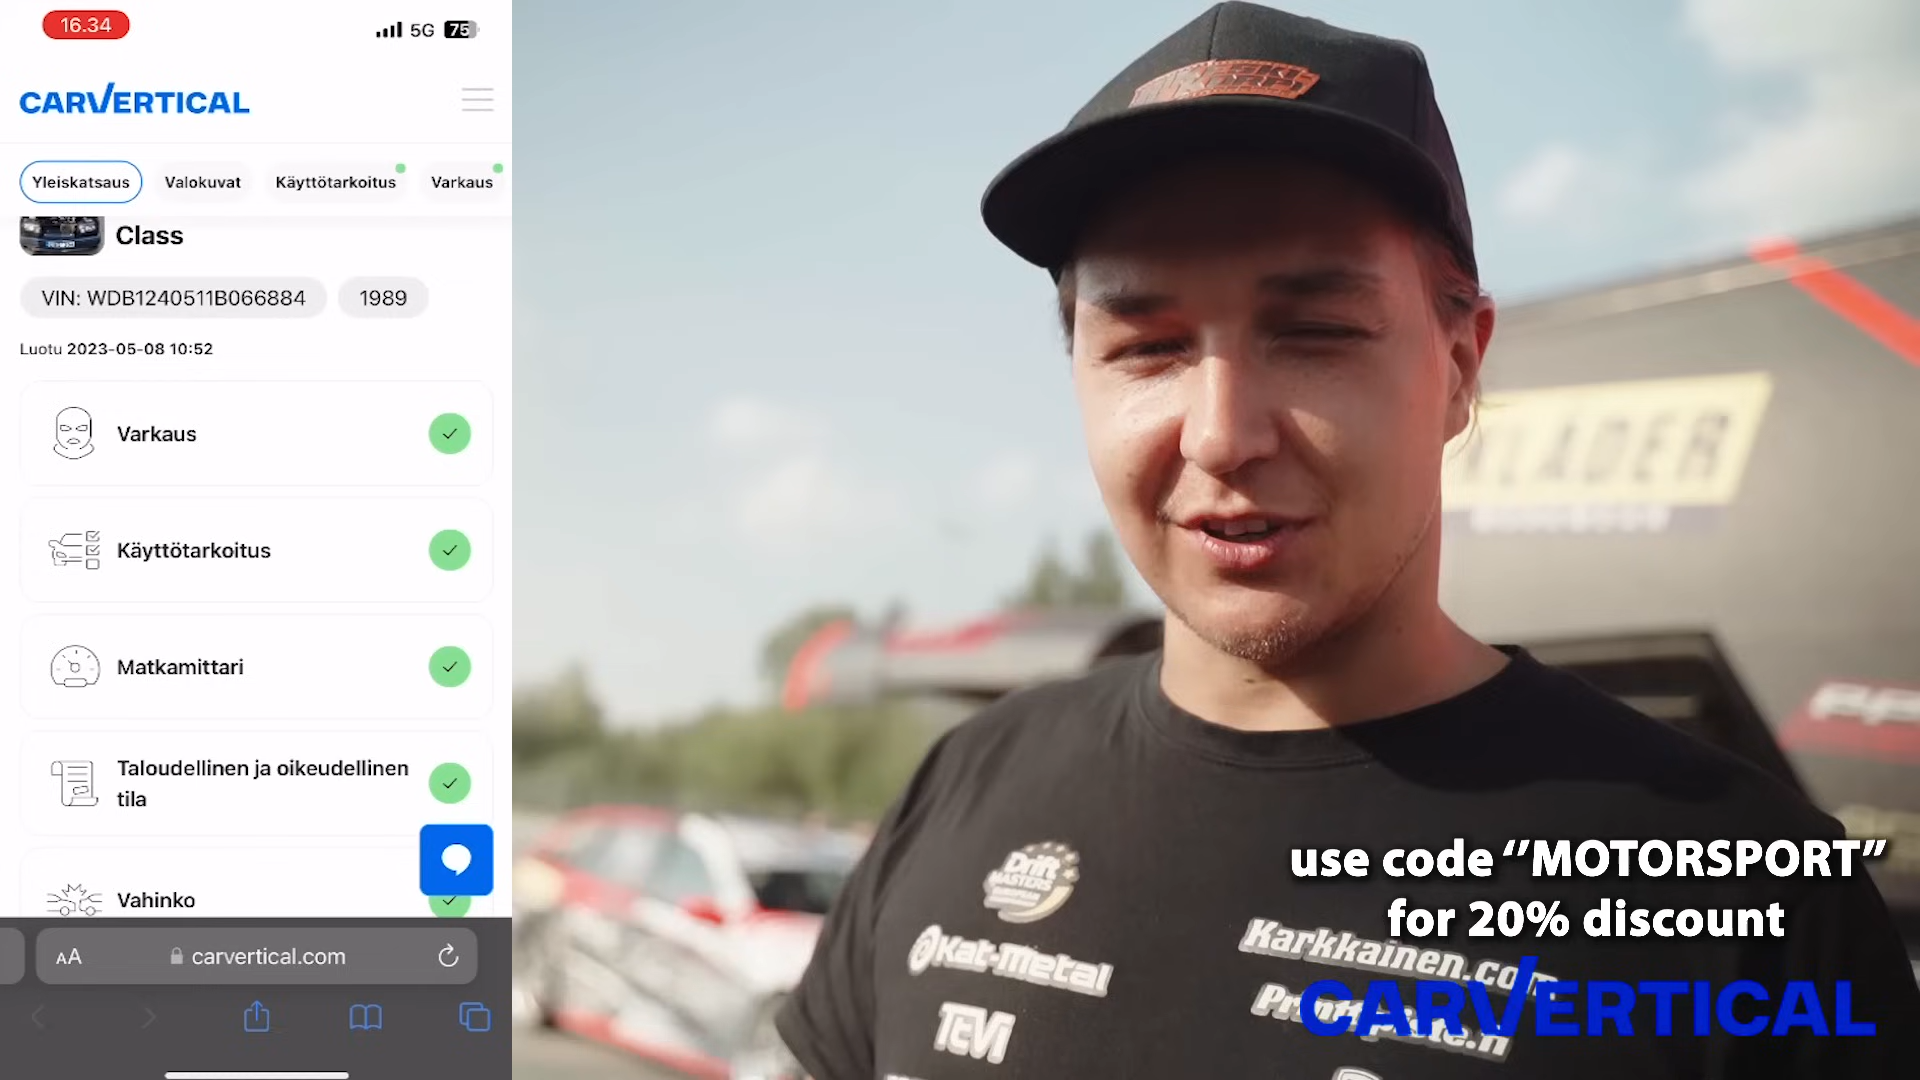 16.34
5G 75
CARVERTICAL
Yleiskatsaus Valokuvat Käyttötarkoitus Varkaus
Class
VIN: WDB1240511B066884 1989
Luotu 2023-05-08 10:52
Varkaus
Käyttötarkoitus
Matkamittari
Taloudellinen ja oikeudellinen
tila
Vahinko
AA carvertical.com
Drift
MASTERS
Kat-Metal
TEVI
Karkkainen.com
use code “MOTORSPORT”
for 20% discount
CARVERTICAL